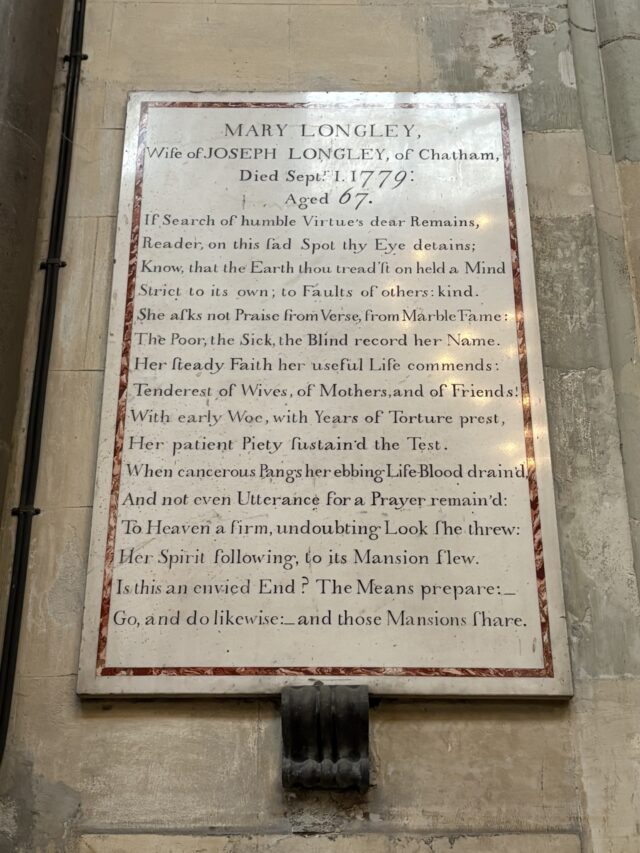 MARY LONGLEY,
Wife of JOSEPH LONGLEY, of Chatham,
Died Septr. 1. 1779:
Aged 67.
If Search of humble Virtue's dear Remains,
Reader, on this ſad Spot thy Eye detains;
Know, that the Earth thou tread'ſt on held a Mind
Strict to its own; to Faults of others: kind.
She aſks not Praise from Verse, from Marble Fame:
The Poor, the Sick, the Blind record her Name.
Her ſteady Faith her useful Life commends:
Tenderest of Wives, of Mothers, and of Friends!
With early Woe, with Years of Torture prest,
Her patient Piety ſustain'd the Test.
When cancerous Pangs her ebbing Life-Blood drain'd,
And not even Utterance for a Prayer remain'd:
To Heaven a firm, undoubting Look ſhe threw:
Her Spirit following, to its Mansion flew.
Is this an envied End? The Means prepare:_
Go, and do likewise:_and those Mansions ſhare.